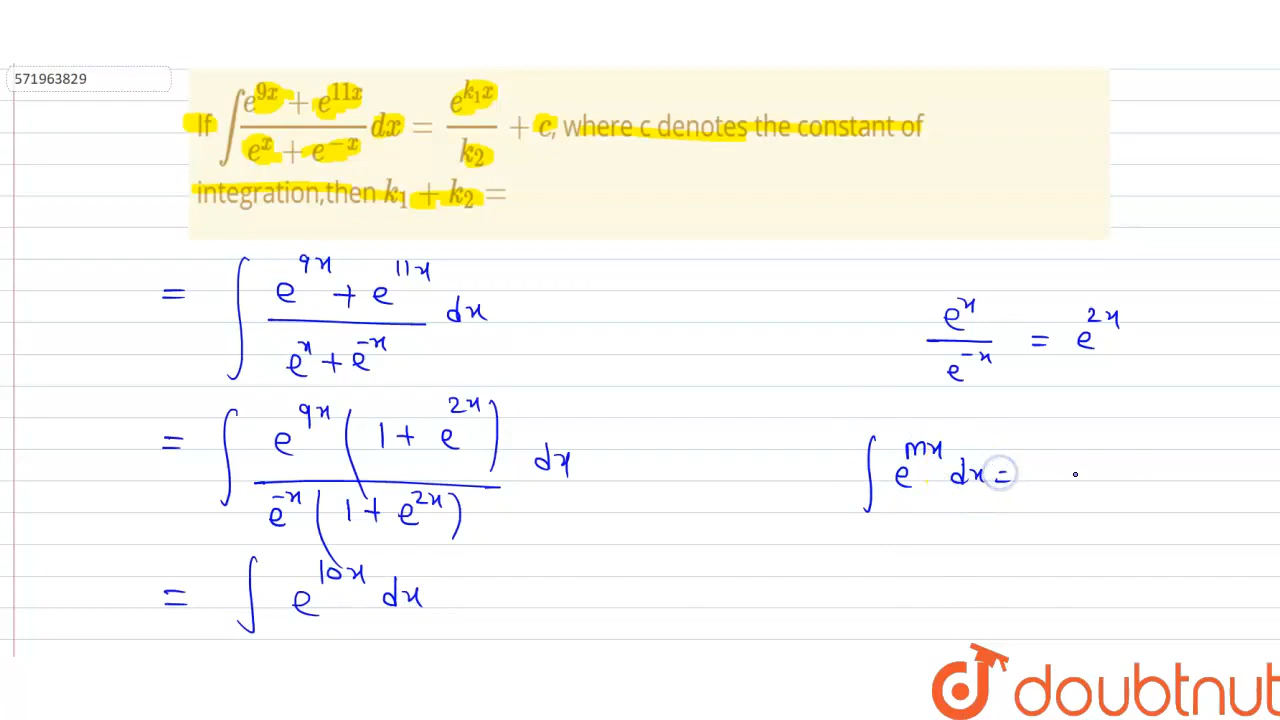 571963829
If ∫ (e^{9x} + e^{11x})/(e^x + e^{-x}) dx = e^{k_1x}/k_2 + c, where c denotes the constant of
integration,then k_1 + k_2 =
= ∫ (e^{9x} + e^{11x})/(e^x + e^{-x}) dx
e^x/e^{-x} = e^{2x}
= ∫ e^{9x}(1 + e^{2x})/e^{-x}(1 + e^{2x}) dx
∫ e^{mx} dx =
= ∫ e^{10x} dx
doubtnut